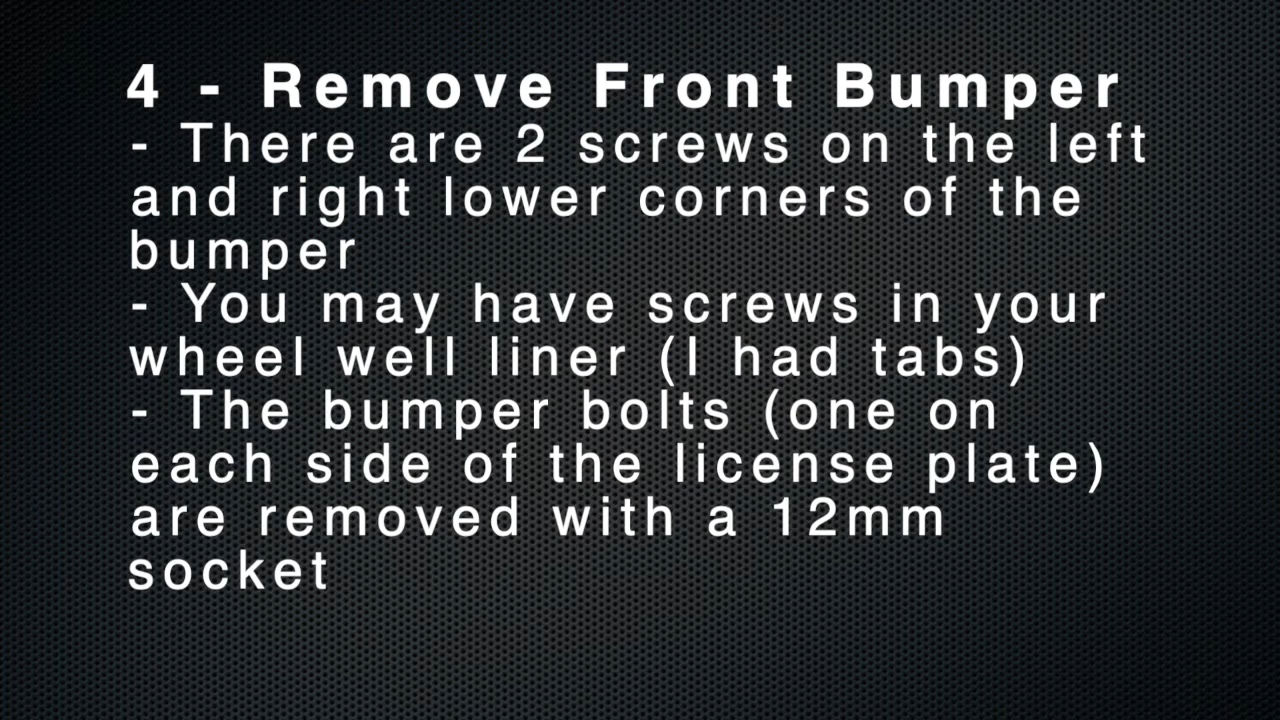 4 - Remove Front Bumper
- There are 2 screws on the left
and right lower corners of the
bumper
- You may have screws in your
wheel well liner (I had tabs)
- The bumper bolts (one on
each side of the license plate)
are removed with a 12mm
socket